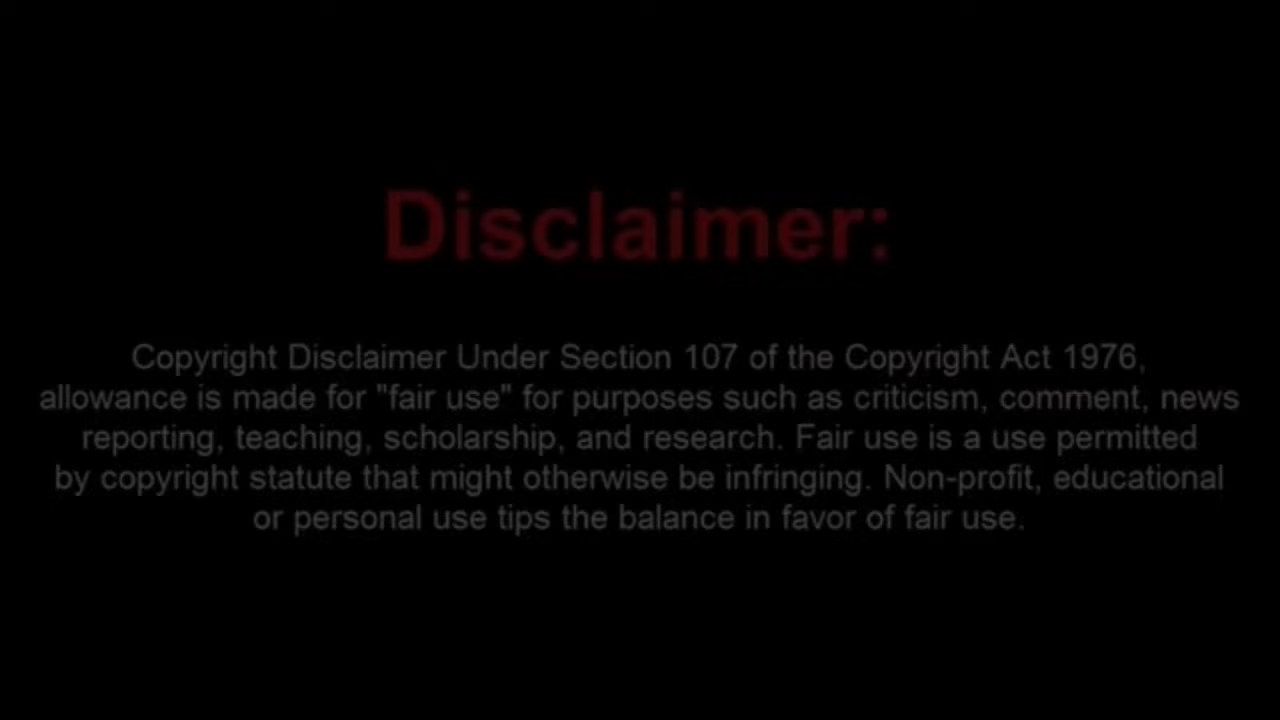 Disclaimer:
Copyright Disclaimer Under Section 107 of the Copyright Act 1976,
allowance is made for "fair use" for purposes such as criticism, comment, news
reporting, teaching, scholarship, and research. Fair use is a use permitted
by copyright statute that might otherwise be infringing. Non-profit, educational
or personal use tips the balance in favor of fair use.